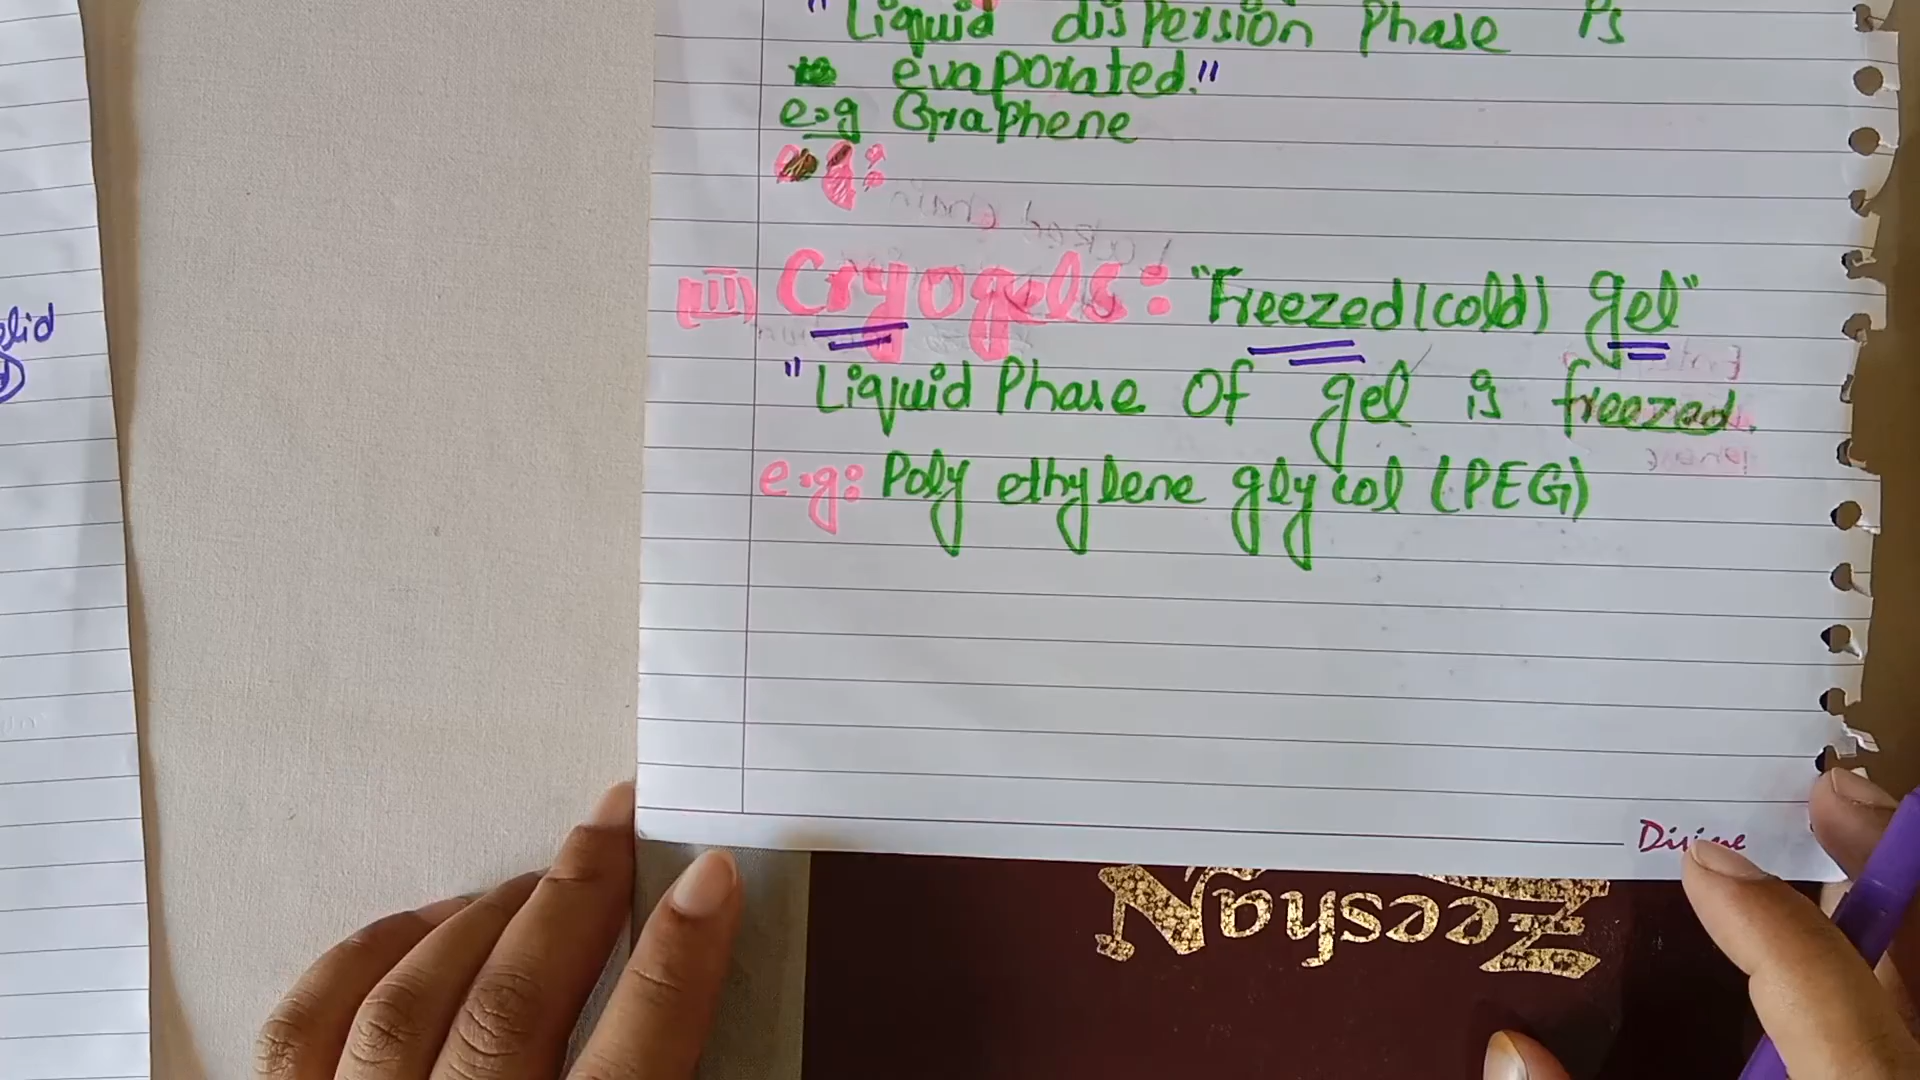 "Liquid dispersion Phase is
evaporated."
e.g Graphene
(iii) Cryogels: "Freezed(cold) gel"
"Liquid Phase Of gel is freezed.
e.g: Poly ethylene glycol (PEG)
elid
Zeeshan